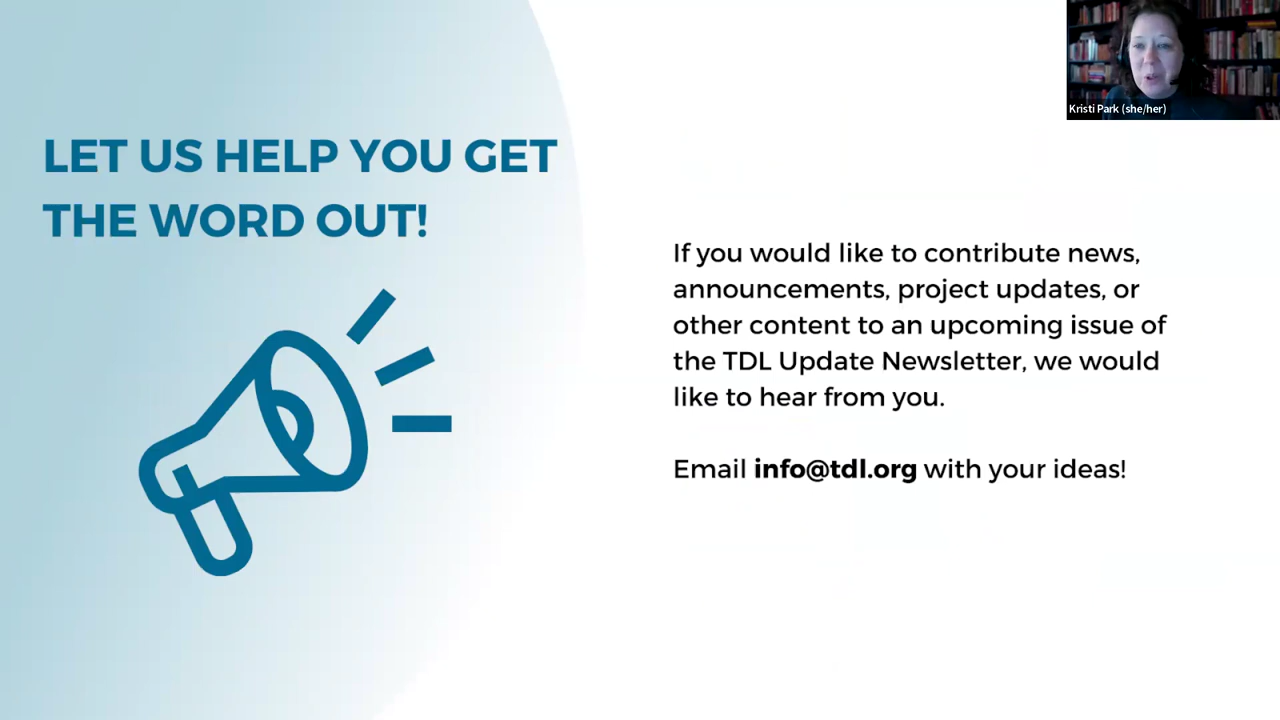 Kristi Park (she/her)
LET US HELP YOU GET
THE WORD OUT!
If you would like to contribute news,
announcements, project updates, or
other content to an upcoming issue of
the TDL Update Newsletter, we would
like to hear from you.
Email info@tdl.org with your ideas!